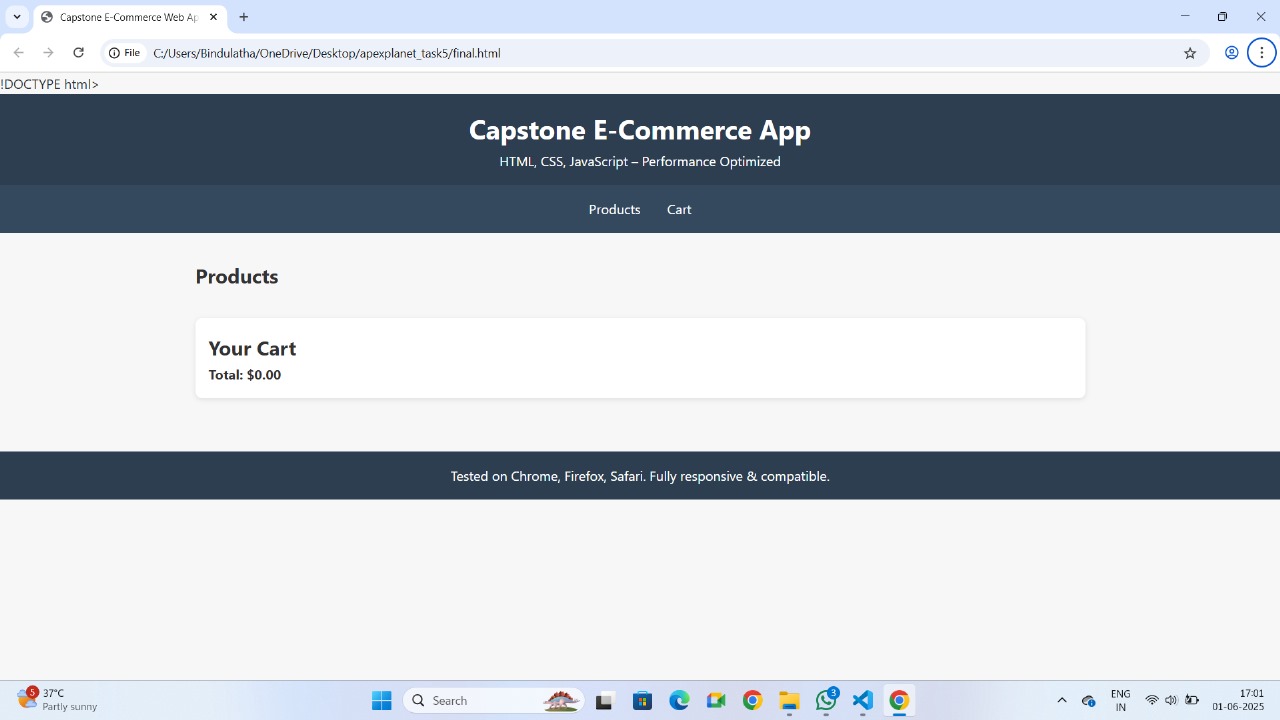 Capstone E-Commerce Web Ap
File
C:/Users/Bindulatha/OneDrive/Desktop/apexplanet_task5/final.html
!DOCTYPE html>
Capstone E-Commerce App
HTML, CSS, JavaScript – Performance Optimized
Products Cart
Products
Your Cart
Total: $0.00
Tested on Chrome, Firefox, Safari. Fully responsive & compatible.
5
37°C
Partly sunny
Search
3
ENG
IN
17:01
01-06-2025